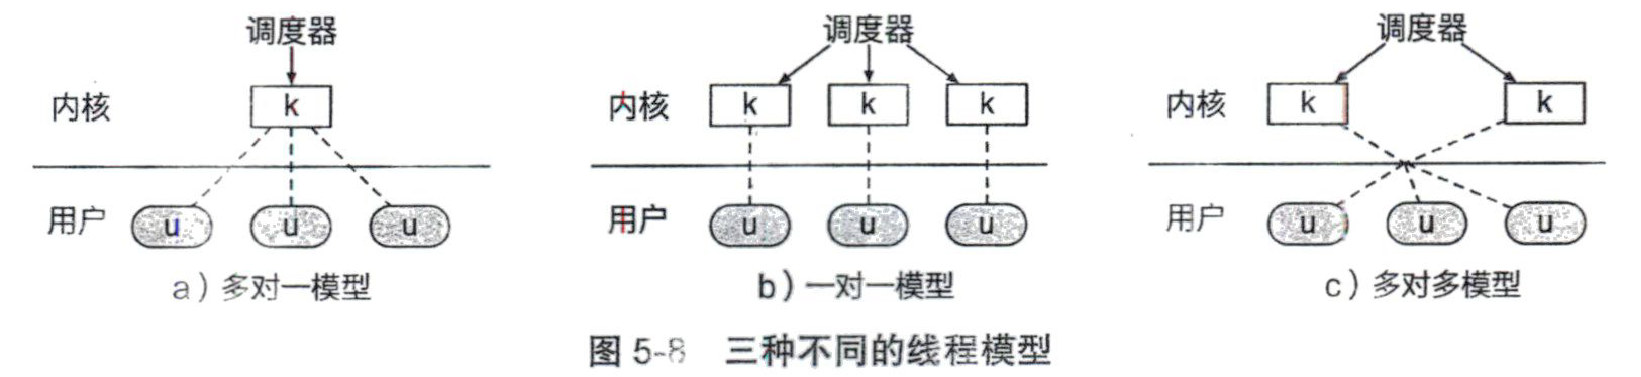 调度器 调度器 调度器
内核 k 内核 k k k 内核 k k
用户 u u u 用户 u u u 用户 u u u
a）多对一模型 b）一对一模型 c）多对多模型
图 5-8 三种不同的线程模型